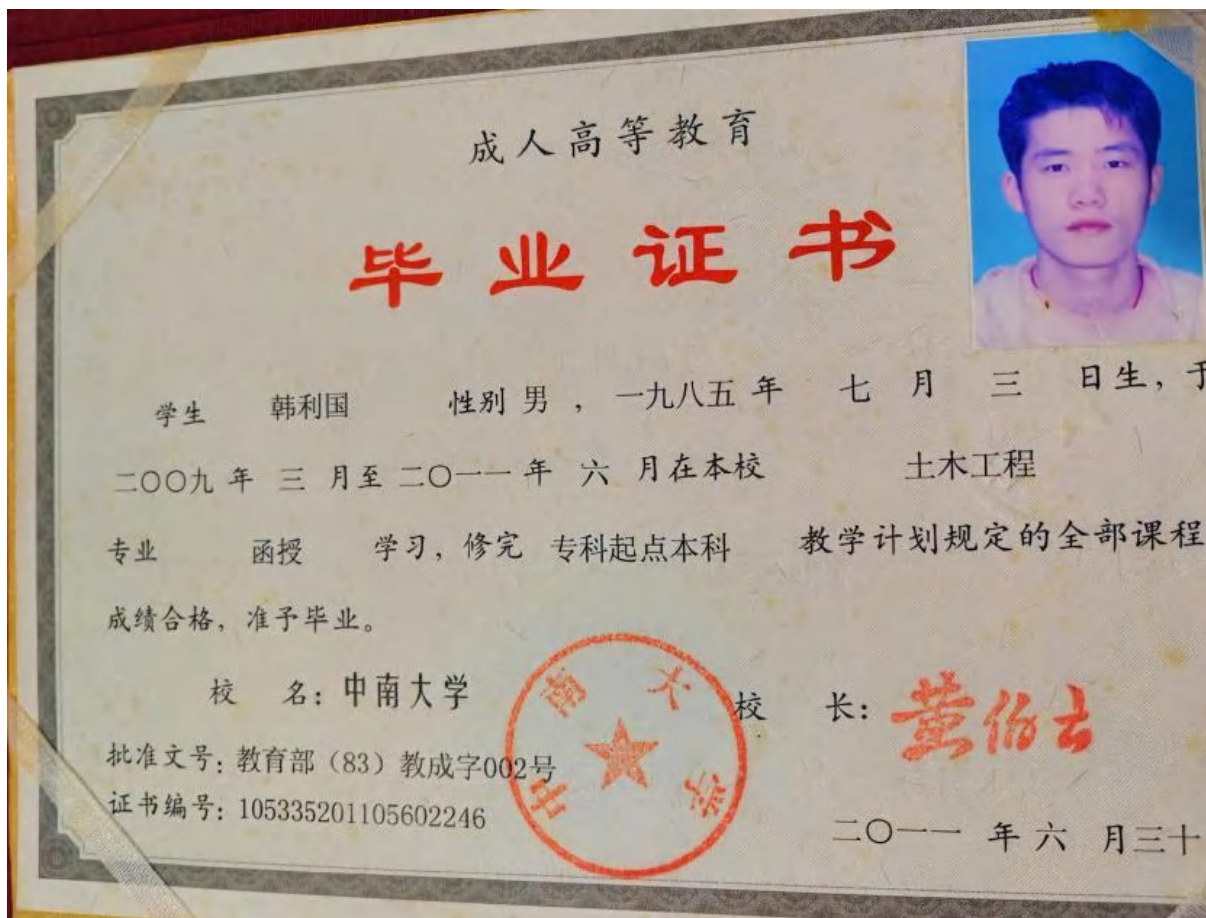 成人高等教育
毕业证书
学生 韩利国 性别 男 ， 一九八五 年 七 月 三 日生，于
二〇〇九 年 三 月至 二〇一一 年 六 月在本校 土木工程
专业 函授 学习，修完 专科起点本科 教学计划规定的全部课程
成绩合格，准予毕业。
校 名：中南大学 校 长：黄伯云
中南大学
批准文号：教育部（83）教成字002号
证书编号：105335201105602246
二〇一一 年 六 月三十